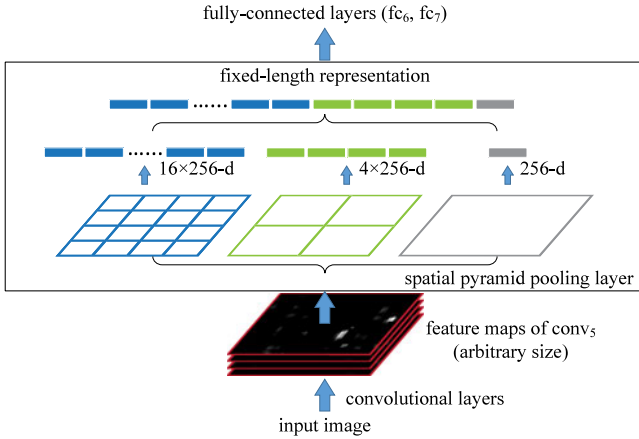 fully-connected layers (fc₆, fc₇)
fixed-length representation
......
......
16×256-d
4×256-d
256-d
spatial pyramid pooling layer
feature maps of conv₅
(arbitrary size)
convolutional layers
input image